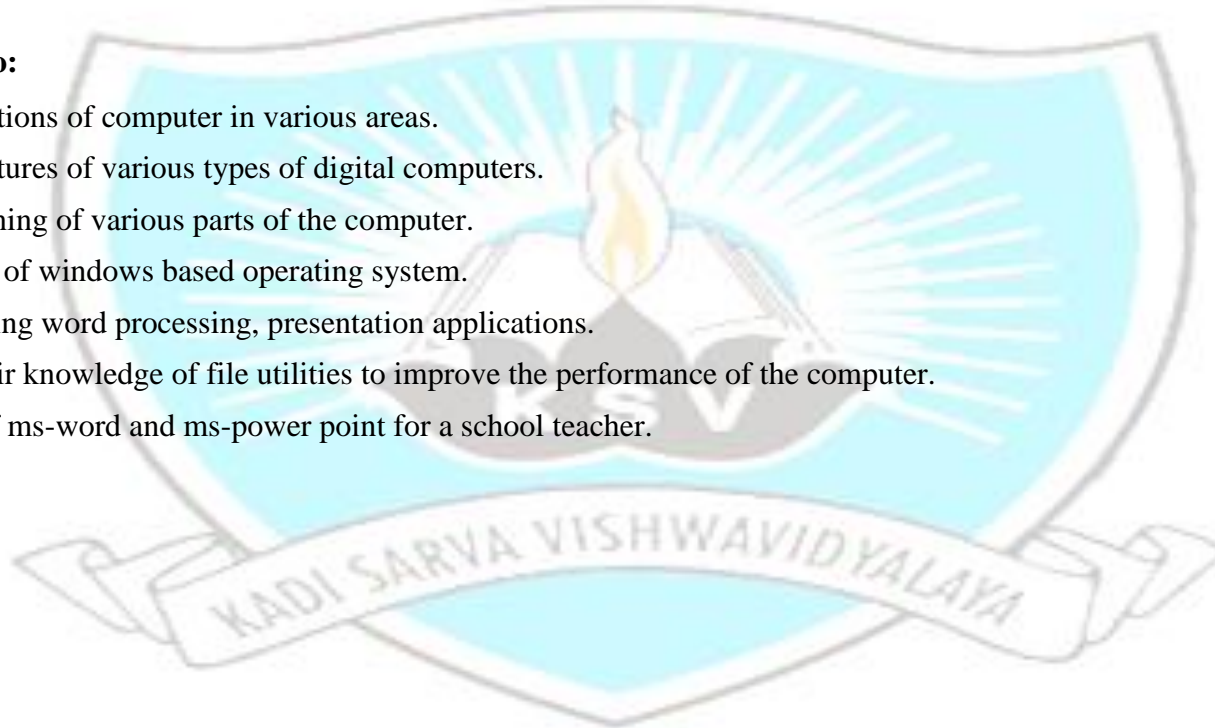 o:
tions of computer in various areas.
tures of various types of digital computers.
ning of various parts of the computer.
of windows based operating system.
ng word processing, presentation applications.
ir knowledge of file utilities to improve the performance of the computer.
f ms-word and ms-power point for a school teacher.
KSV
KADI SARVA VISHWAVIDYALAYA